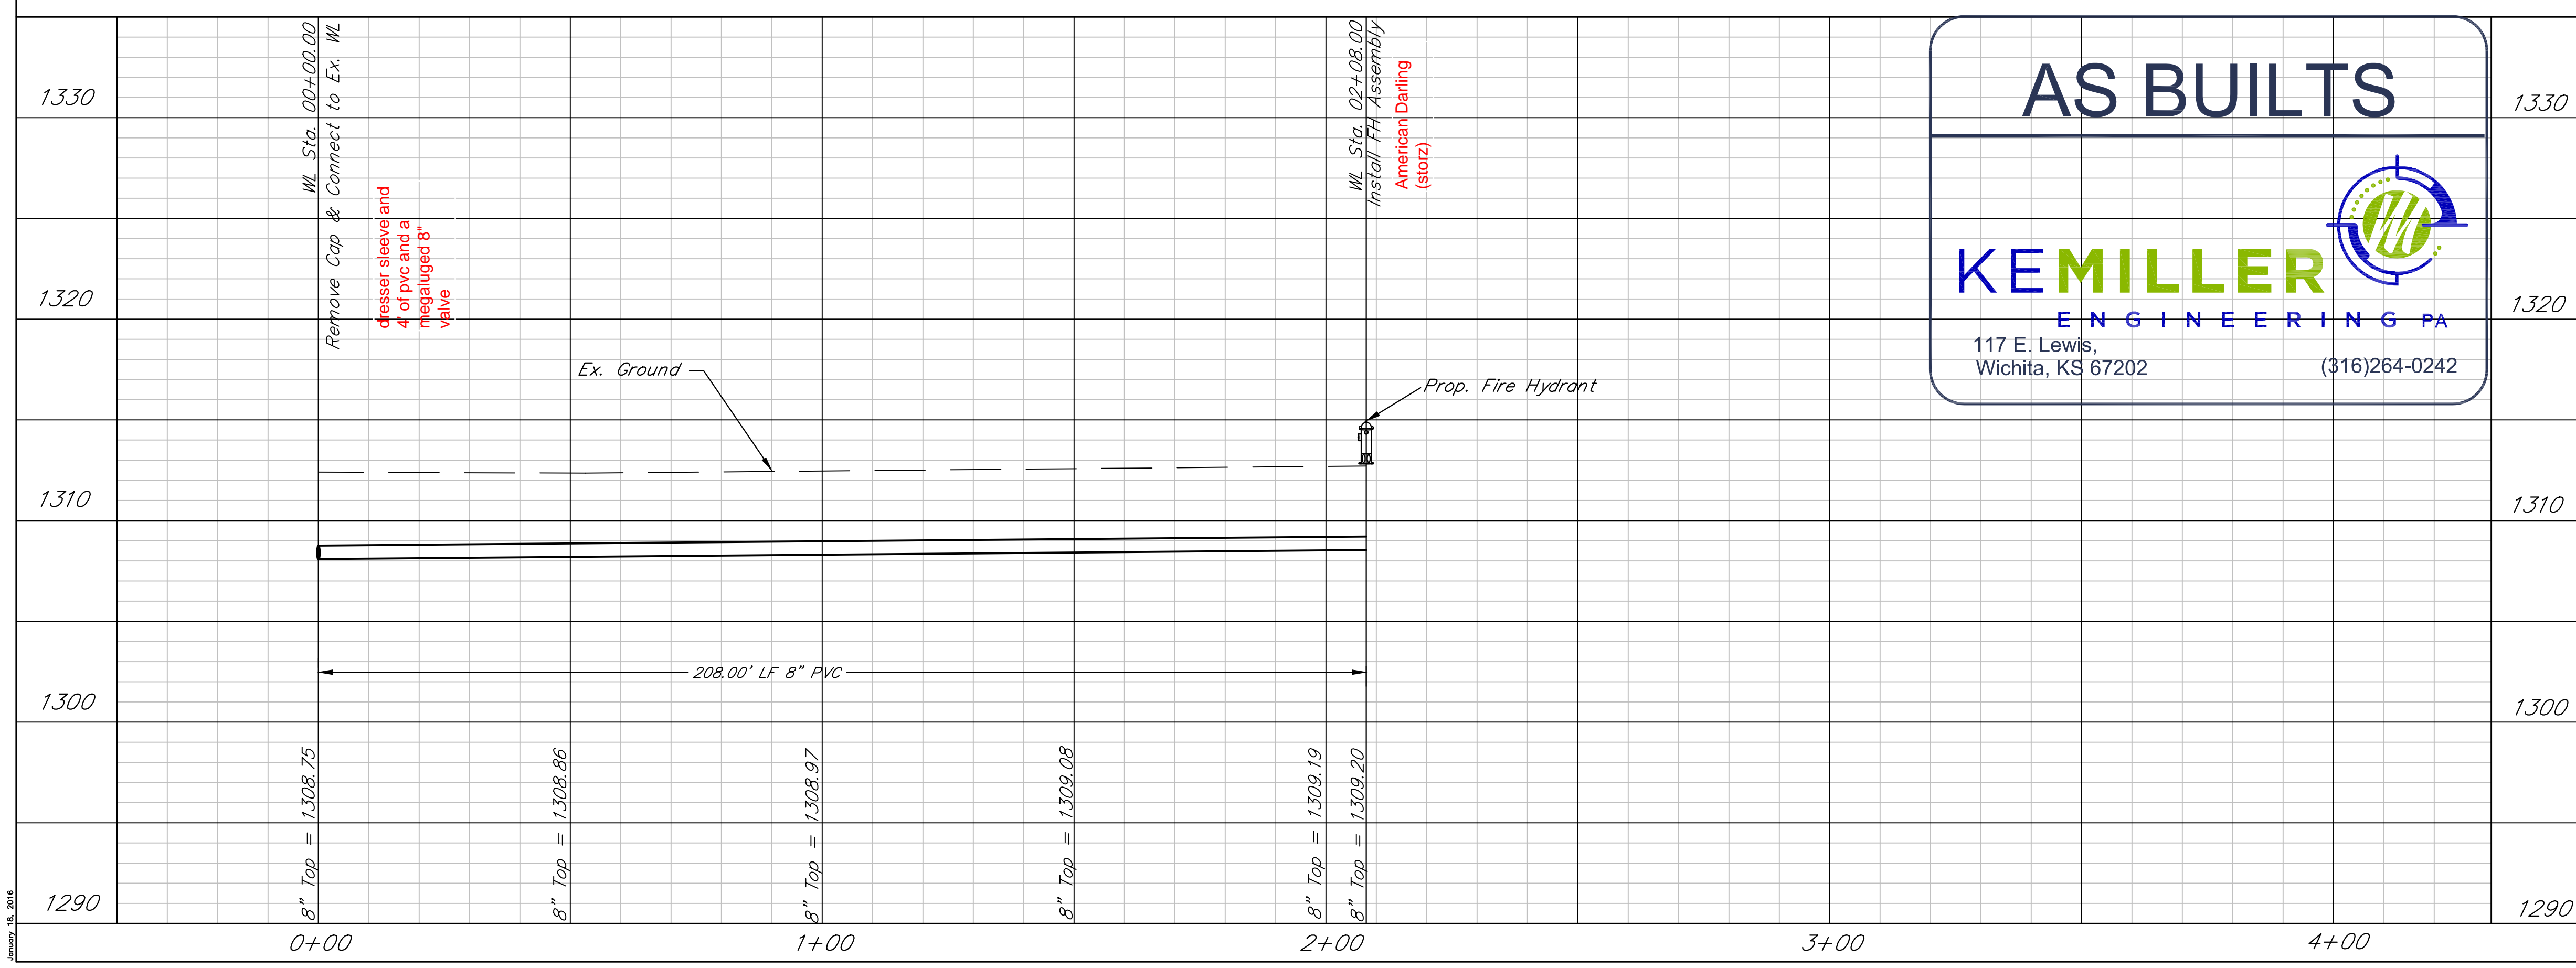 WL Sta. 00+00.00
Remove Cap & Connect to Ex. WL
dresser sleeve and
4' of pvc and a
megaluged 8"
valve
WL Sta. 02+08.00
Install FH Assembly
American Darling
(storz)
AS BUILTS
KEMILLER
ENGINEERING PA
117 E. Lewis,
Wichita, KS 67202
(316)264-0242
1330
1330
1320
1320
Ex. Ground
Prop. Fire Hydrant
1310
1310
208.00' LF 8" PVC
1300
1300
8" Top = 1308.75
8" Top = 1308.86
8" Top = 1308.97
8" Top = 1309.08
8" Top = 1309.19
8" Top = 1309.20
1290
1290
0+00
1+00
2+00
3+00
4+00
January 18, 2016